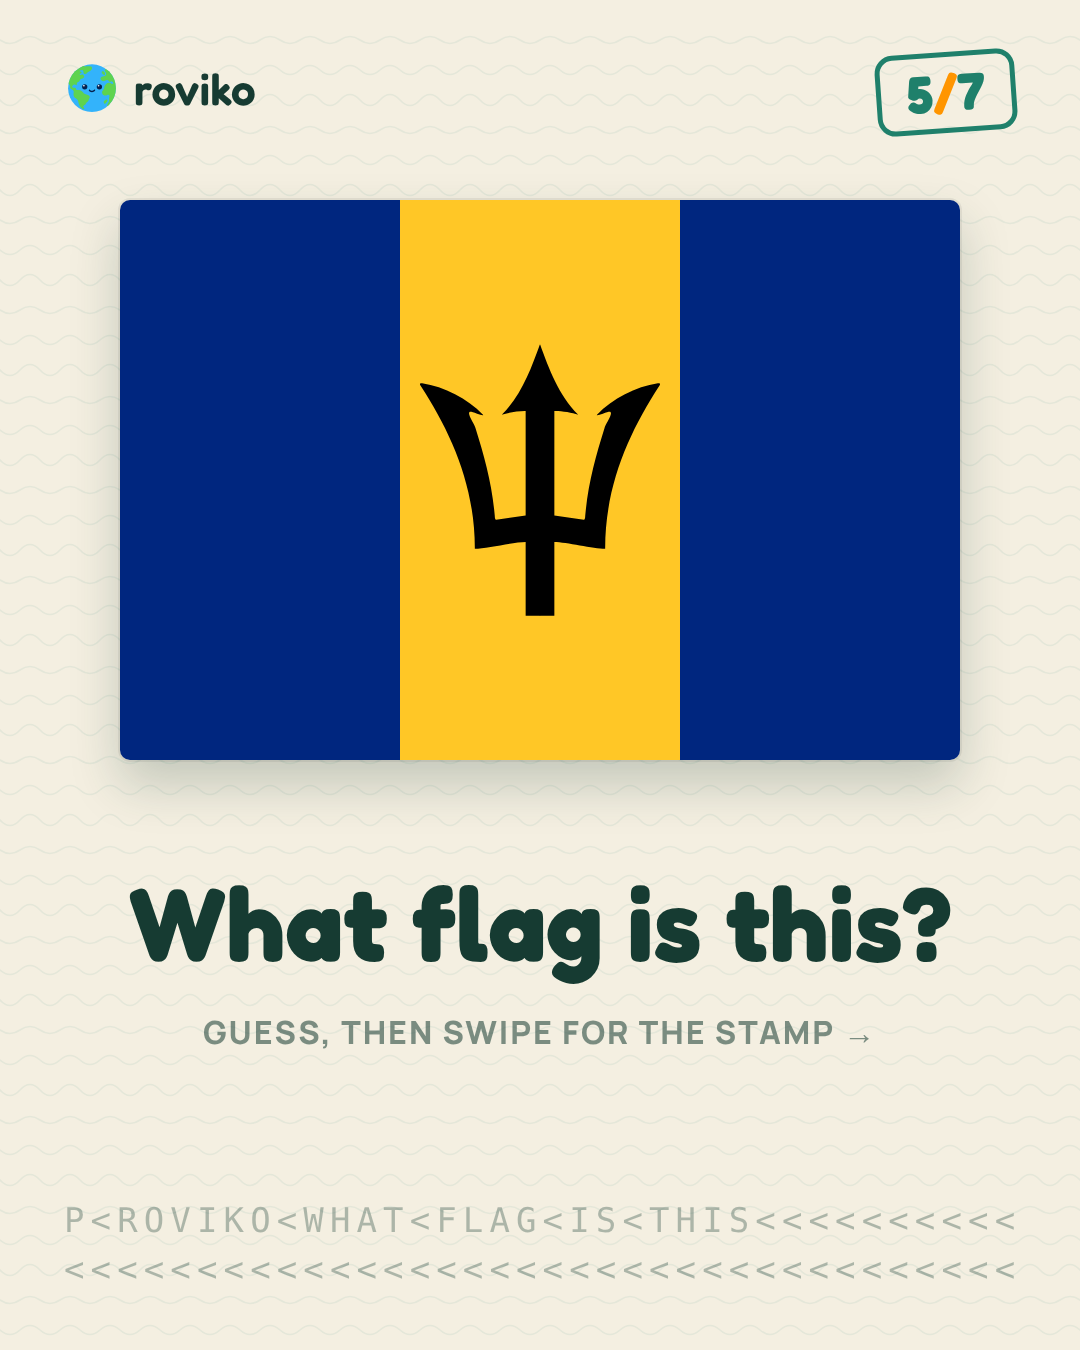 roviko
5/7
What flag is this?
GUESS, THEN SWIPE FOR THE STAMP →
P<ROVIKO<WHAT<FLAG<IS<THIS<<<<<<<<<<
<<<<<<<<<<<<<<<<<<<<<<<<<<<<<<<<<<<<